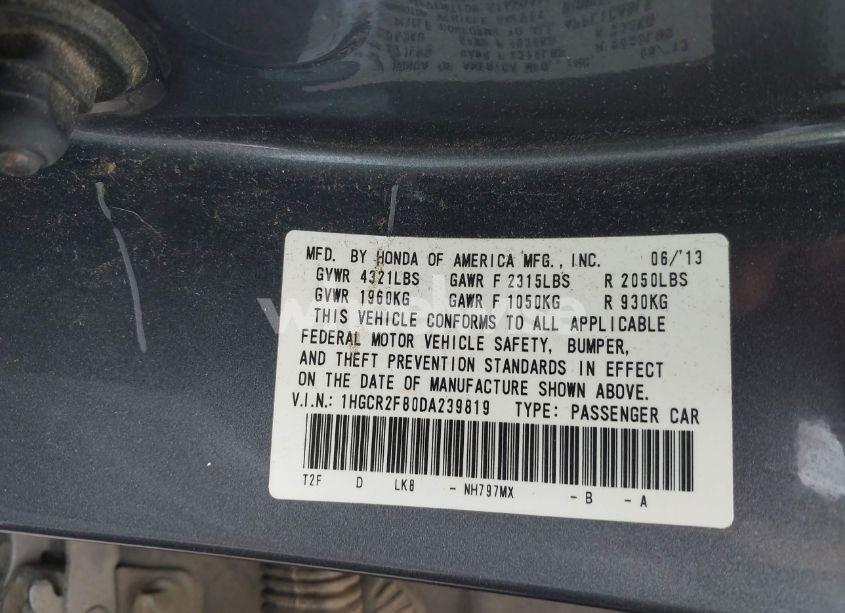 MFD. BY HONDA OF AMERICA MFG., INC. 06/'13
GVWR 4321LBS GAWR F 2315LBS R 2050LBS
GVWR 1960KG GAWR F 1050KG R 930KG
THIS VEHICLE CONFORMS TO ALL APPLICABLE
FEDERAL MOTOR VEHICLE SAFETY, BUMPER,
AND THEFT PREVENTION STANDARDS IN EFFECT
ON THE DATE OF MANUFACTURE SHOWN ABOVE.
V.I.N.: 1HGCR2F80DA239819 TYPE: PASSENGER CAR
T2F D LK8 - NH797MX - B - A